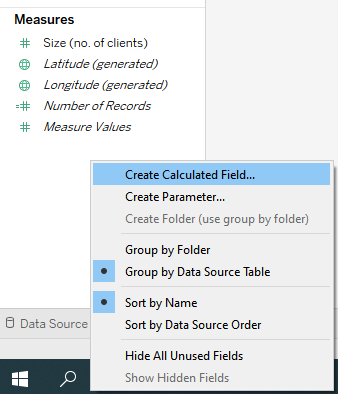 Measures
Size (no. of clients)
Latitude (generated)
Longitude (generated)
Number of Records
Measure Values
Create Calculated Field...
Create Parameter...
Create Folder (use group by folder)
Group by Folder
Group by Data Source Table
Sort by Name
Sort by Data Source Order
Hide All Unused Fields
Show Hidden Fields
Data Source